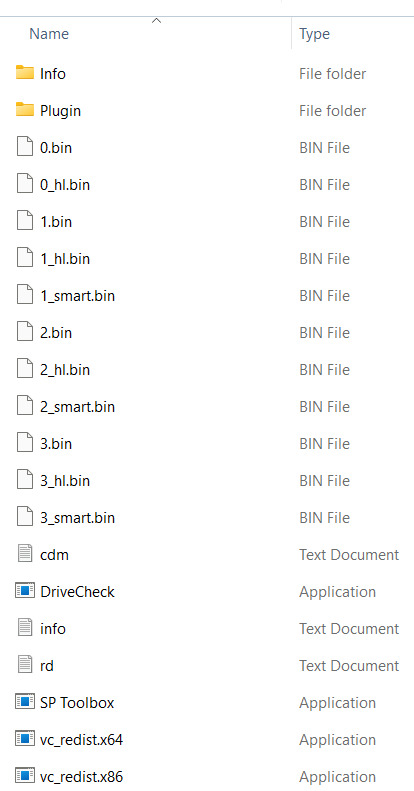 Name Type
Info File folder
Plugin File folder
0.bin BIN File
0_hl.bin BIN File
1.bin BIN File
1_hl.bin BIN File
1_smart.bin BIN File
2.bin BIN File
2_hl.bin BIN File
2_smart.bin BIN File
3.bin BIN File
3_hl.bin BIN File
3_smart.bin BIN File
cdm Text Document
DriveCheck Application
info Text Document
rd Text Document
SP Toolbox Application
vc_redist.x64 Application
vc_redist.x86 Application